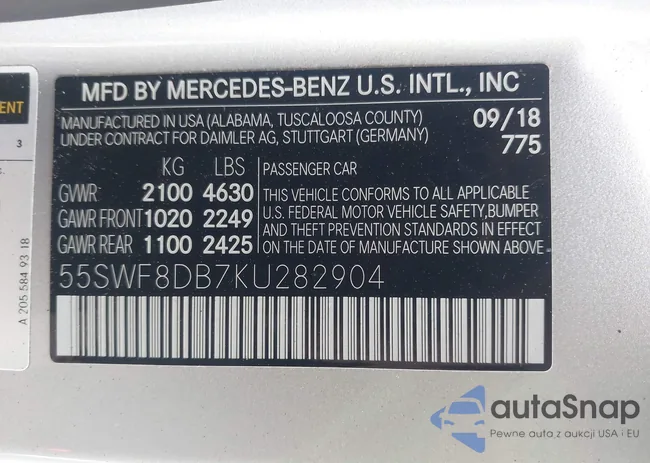 MFD BY MERCEDES-BENZ U.S. INTL., INC
MANUFACTURED IN USA (ALABAMA, TUSCALOOSA COUNTY)
UNDER CONTRACT FOR DAIMLER AG, STUTTGART (GERMANY)
09/18
775
KG LBS
GVWR 2100 4630
GAWR FRONT 1020 2249
GAWR REAR 1100 2425
PASSENGER CAR
THIS VEHICLE CONFORMS TO ALL APPLICABLE
U.S. FEDERAL MOTOR VEHICLE SAFETY,BUMPER
AND THEFT PREVENTION STANDARDS IN EFFECT
ON THE DATE OF MANUFACTURE SHOWN ABOVE.
55SWF8DB7KU282904
3
A 205 584 93 18
autaSnap
Pewne auta z aukcji USA i EU